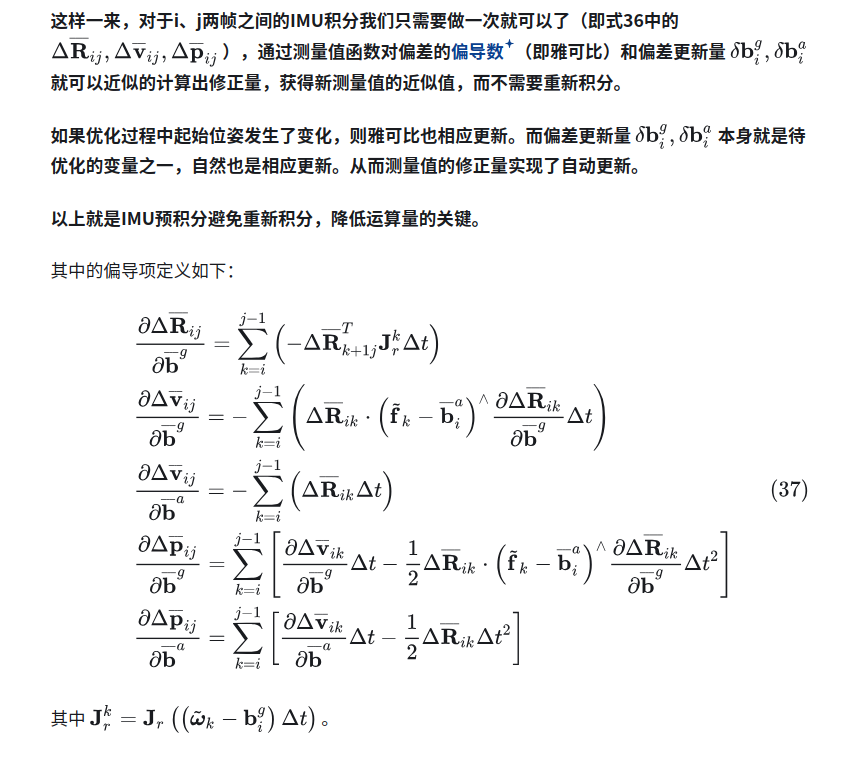 这样一来，对于i、j两帧之间的IMU积分我们只需要做一次就可以了（即式36中的
$\Delta\overline{\mathbf{R}}_{ij}, \Delta\overline{\mathbf{v}}_{ij}, \Delta\overline{\mathbf{p}}_{ij}$ ），通过测量值函数对偏差的偏导数（即雅可比）和偏差更新量 $\delta\mathbf{b}_i^g, \delta\mathbf{b}_i^a$
就可以近似的计算出修正量，获得新测量值的近似值，而不需要重新积分。
如果优化过程中起始位姿发生了变化，则雅可比也相应更新。而偏差更新量 $\delta\mathbf{b}_i^g, \delta\mathbf{b}_i^a$ 本身就是待
优化的变量之一，自然也是相应更新。从而测量值的修正量实现了自动更新。
以上就是IMU预积分避免重新积分，降低运算量的关键。
其中的偏导项定义如下：
$\frac{\partial\Delta\overline{\mathbf{R}}_{ij}}{\partial\overline{\mathbf{b}}^g} = \sum_{k=i}^{j-1}\left(-\Delta\overline{\mathbf{R}}_{k+1j}^T\mathbf{J}_r^k\Delta t\right)$
$\frac{\partial\Delta\overline{\mathbf{v}}_{ij}}{\partial\overline{\mathbf{b}}^g} = -\sum_{k=i}^{j-1}\left(\Delta\overline{\mathbf{R}}_{ik}\cdot\left(\tilde{\mathbf{f}}_k-\overline{\mathbf{b}}_i^a\right)^\wedge\frac{\partial\Delta\overline{\mathbf{R}}_{ik}}{\partial\overline{\mathbf{b}}^g}\Delta t\right)$
$\frac{\partial\Delta\overline{\mathbf{v}}_{ij}}{\partial\overline{\mathbf{b}}^a} = -\sum_{k=i}^{j-1}\left(\Delta\overline{\mathbf{R}}_{ik}\Delta t\right)$ (37)
$\frac{\partial\Delta\overline{\mathbf{p}}_{ij}}{\partial\overline{\mathbf{b}}^g} = \sum_{k=i}^{j-1}\left[\frac{\partial\Delta\overline{\mathbf{v}}_{ik}}{\partial\overline{\mathbf{b}}^g}\Delta t-\frac{1}{2}\Delta\overline{\mathbf{R}}_{ik}\cdot\left(\tilde{\mathbf{f}}_k-\overline{\mathbf{b}}_i^a\right)^\wedge\frac{\partial\Delta\overline{\mathbf{R}}_{ik}}{\partial\overline{\mathbf{b}}^g}\Delta t^2\right]$
$\frac{\partial\Delta\overline{\mathbf{p}}_{ij}}{\partial\overline{\mathbf{b}}^a} = \sum_{k=i}^{j-1}\left[\frac{\partial\Delta\overline{\mathbf{v}}_{ik}}{\partial\overline{\mathbf{b}}^a}\Delta t-\frac{1}{2}\Delta\overline{\mathbf{R}}_{ik}\Delta t^2\right]$
其中 $\mathbf{J}_r^k = \mathbf{J}_r\left(\left(\tilde{\boldsymbol{\omega}}_k-\mathbf{b}_i^g\right)\Delta t\right)$ 。